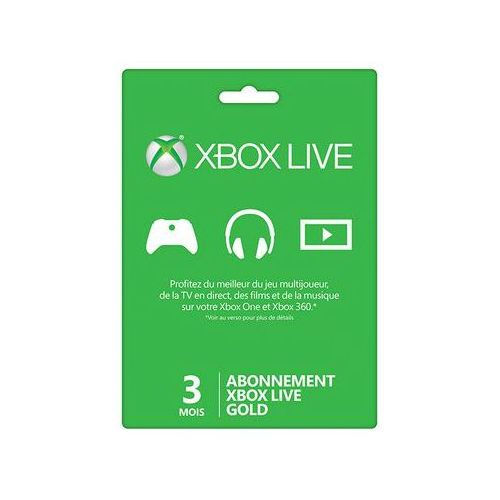 XBOX LIVE
Profitez du meilleur du jeu multijoueur,
de la TV en direct, des films et de la musique
sur votre Xbox One et Xbox 360.*
*Voir au verso pour plus de détails
3 MOIS
ABONNEMENT
XBOX LIVE
GOLD